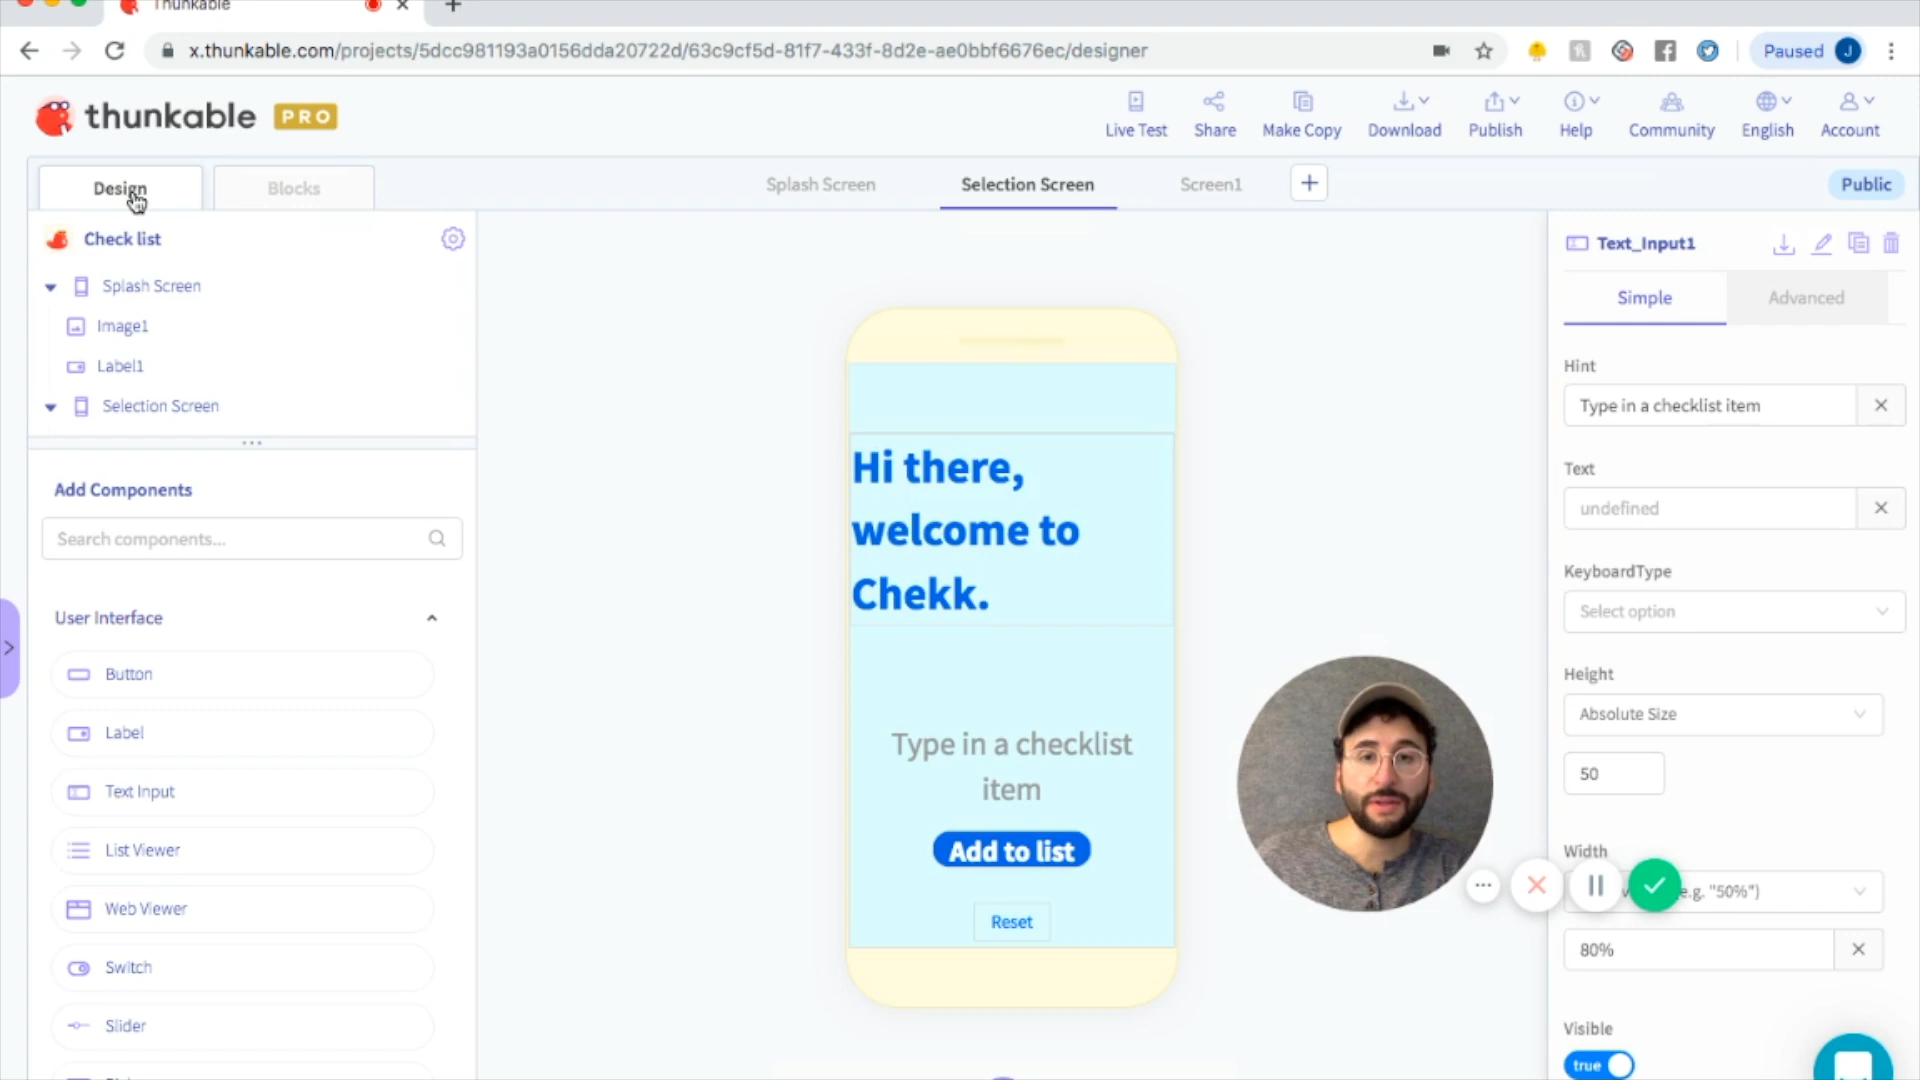 Thunkable
x.thunkable.com/projects/5dcc981193a0156dda20722d/63c9cf5d-81f7-433f-8d2e-ae0bbf6676ec/designer
Paused J
thunkable PRO
Live Test
Share
Make Copy
Download
Publish
Help
Community
English
Account
Design
Blocks
Splash Screen
Selection Screen
Screen1
Public
Check list
Splash Screen
Image1
Label1
Selection Screen
Add Components
Search components...
User Interface
Button
Label
Text Input
List Viewer
Web Viewer
Switch
Slider
Hi there,
welcome to
Chekk.
Type in a checklist
item
Add to list
Reset
Text_Input1
Simple
Advanced
Hint
Type in a checklist item
Text
undefined
KeyboardType
Select option
Height
Absolute Size
50
Width
e.g. "50%")
80%
Visible
true